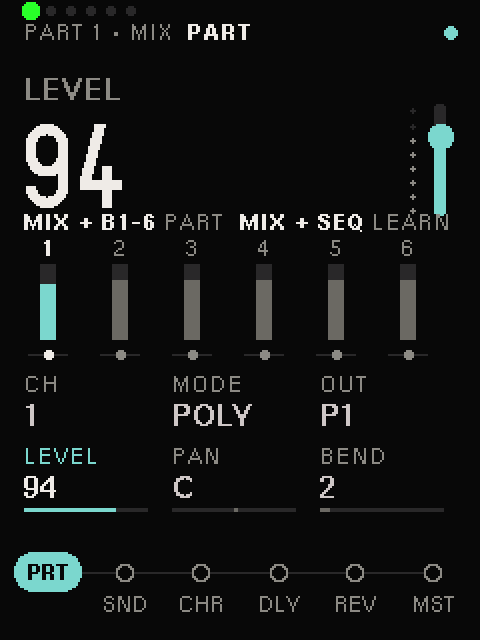 PART 1 · MIX PART
LEVEL
94
MIX + B1-6 PART MIX + SEQ LEARN
1 2 3 4 5 6
CH MODE OUT
1 POLY P1
LEVEL PAN BEND
94 C 2
PRT
SND CHR DLY REV MST